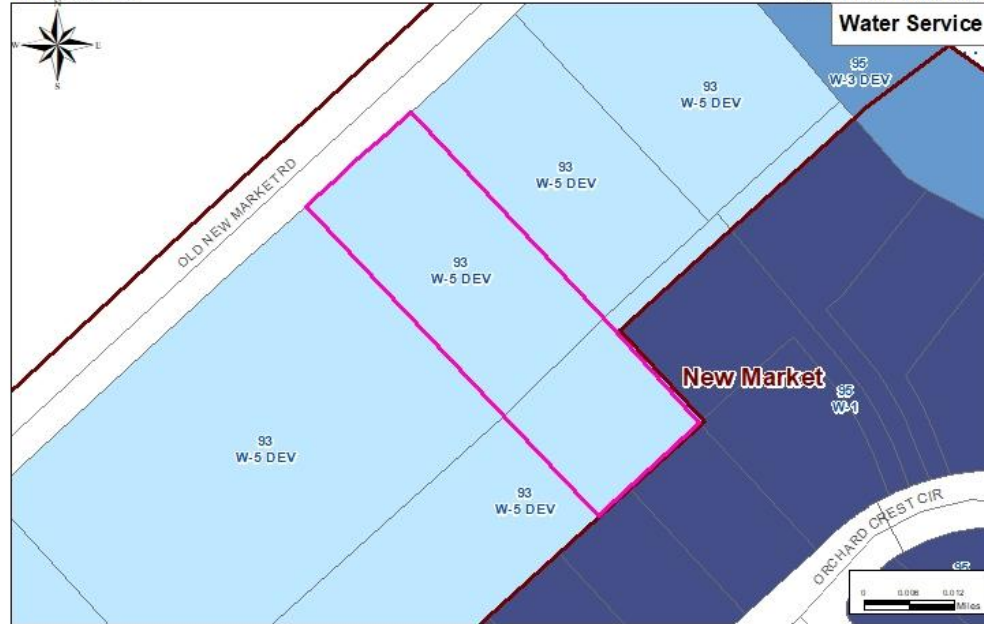 N
W
E
S
Water Service
95
W-3 DEV
93
W-5 DEV
93
W-5 DEV
OLD NEW MARKET RD
93
W-5 DEV
New Market
95
W-1
93
W-5 DEV
93
W-5 DEV
ORCHARD CREST CIR
95
0 0.006 0.012
Miles